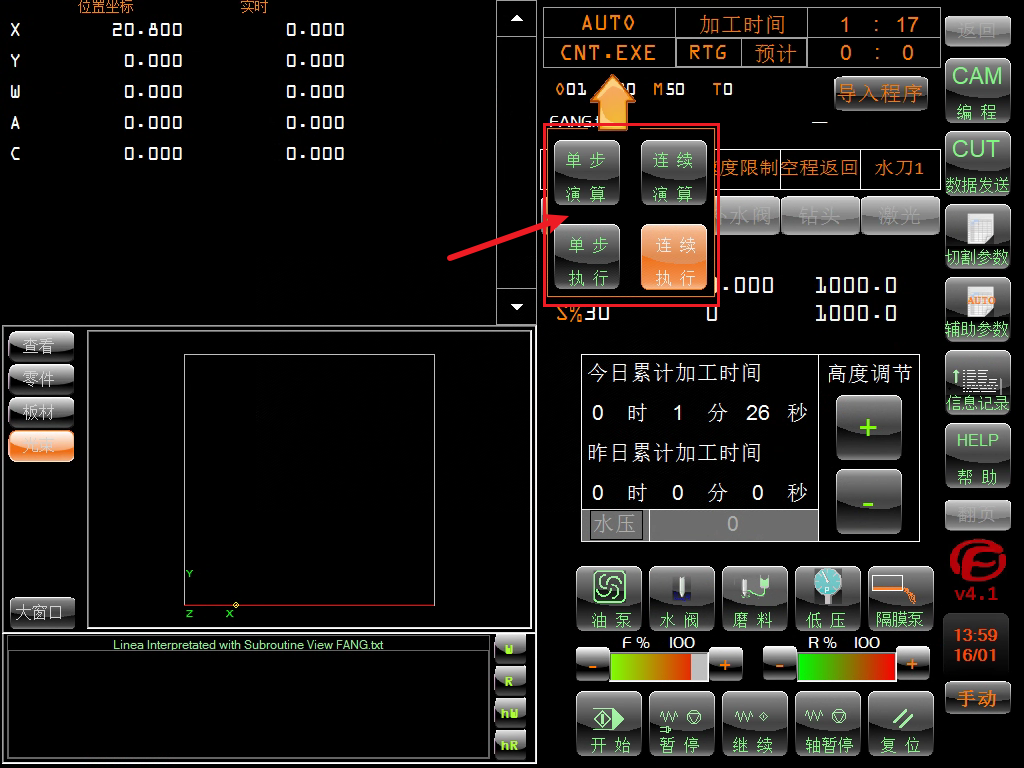 位置坐标 实时
X 20.800 0.000
Y 0.000 0.000
W 0.000 0.000
A 0.000 0.000
C 0.000 0.000
AUTO 加工时间 1 : 17
CNT.EXE RTG 预计 0 : 0
M50 T0 导入程序
单步演算 连续演算
单步执行 连续执行
度限制 空程返回 水刀1
水阀 钻头 激光
.000 1000.0
S%30 0 1000.0
查看
零件
板材
光束
大窗口
Y
Z X
今日累计加工时间
0 时 1 分 26 秒
昨日累计加工时间
0 时 0 分 0 秒
水压 0
高度调节
+
-
油泵 水阀 磨料 低压 隔膜泵
F % 100 R % 100
- + - +
开始 暂停 继续 轴暂停 复位
Linea Interpretated with Subroutine View FANG.txt
W
R
hW
hR
返回
CAM
编程
CUT
数据发送
切割参数
AUTO
辅助参数
信息记录
HELP
帮助
翻页
v4.1
13:59
16/01
手动